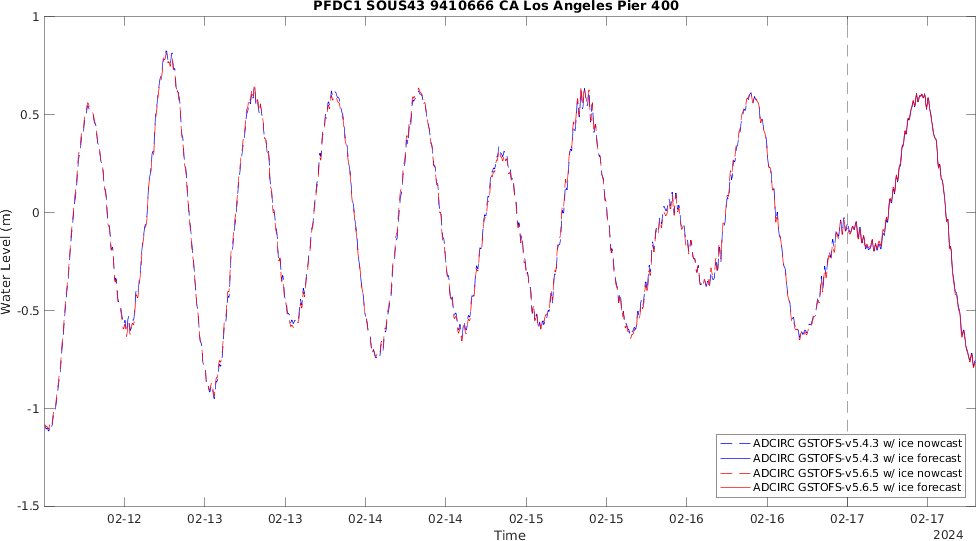 PFDC1 SOUS43 9410666 CA Los Angeles Pier 400
1
0.5
0
-0.5
-1
-1.5
Water Level (m)
ADCIRC GSTOFS-v5.4.3 w/ ice nowcast
ADCIRC GSTOFS-v5.4.3 w/ ice forecast
ADCIRC GSTOFS-v5.6.5 w/ ice nowcast
ADCIRC GSTOFS-v5.6.5 w/ ice forecast
02-12 02-13 02-13 02-14 02-14 02-15 02-15 02-16 02-16 02-17 02-17
Time
2024